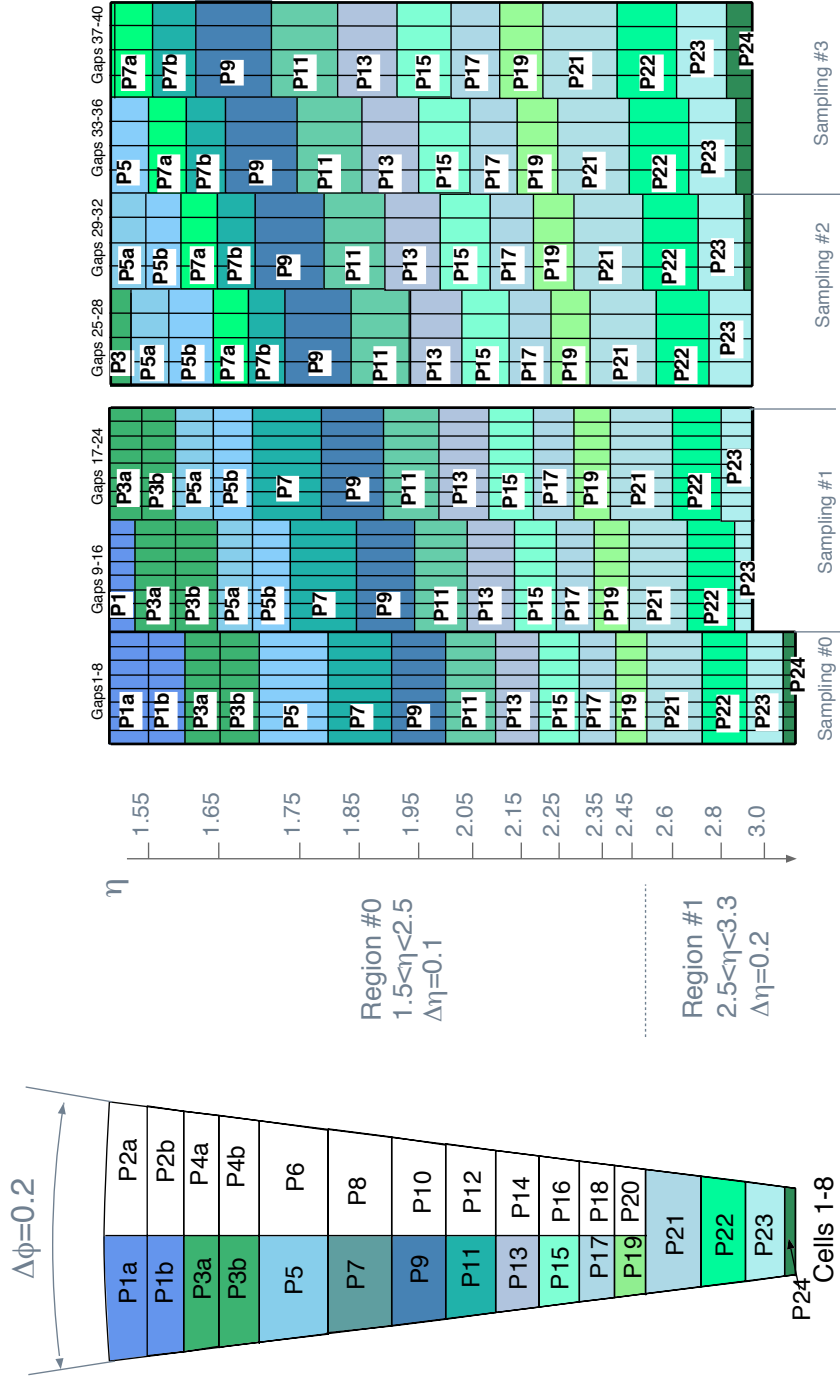 Δϕ=0.2
P1a P2a
P1b P2b
P3a P4a
P3b P4b
P5 P6
P7 P8
P9 P10
P11 P12
P13 P14
P15 P16
P17 P18
P19 P20
P21
P22
P23
P24
Cells 1-8
Region #0
1.5<η<2.5
Δη=0.1
Region #1
2.5<η<3.3
Δη=0.2
η
1.55
1.65
1.75
1.85
1.95
2.05
2.15
2.25
2.35
2.45
2.6
2.8
3.0
Gaps1-8
P1a
P1b
P3a
P3b
P5
P7
P9
P11
P13
P15
P17
P19
P21
P22
P23
P24
Sampling #0
Gaps 9-16
P1
P3a
P3b
P5a
P5b
P7
P9
P11
P13
P15
P17
P19
P21
P22
P23
Gaps 17-24
P3a
P3b
P5a
P5b
P7
P9
P11
P13
P15
P17
P19
P21
P22
P23
Sampling #1
Gaps 25-28
P3
P5a
P5b
P7a
P7b
P9
P11
P13
P15
P17
P19
P21
P22
P23
Gaps 29-32
P5a
P5b
P7a
P7b
P9
P11
P13
P15
P17
P19
P21
P22
P23
Sampling #2
Gaps 33-36
P5
P7a
P7b
P9
P11
P13
P15
P17
P19
P21
P22
P23
Gaps 37-40
P7a
P7b
P9
P11
P13
P15
P17
P19
P21
P22
P23
P24
Sampling #3